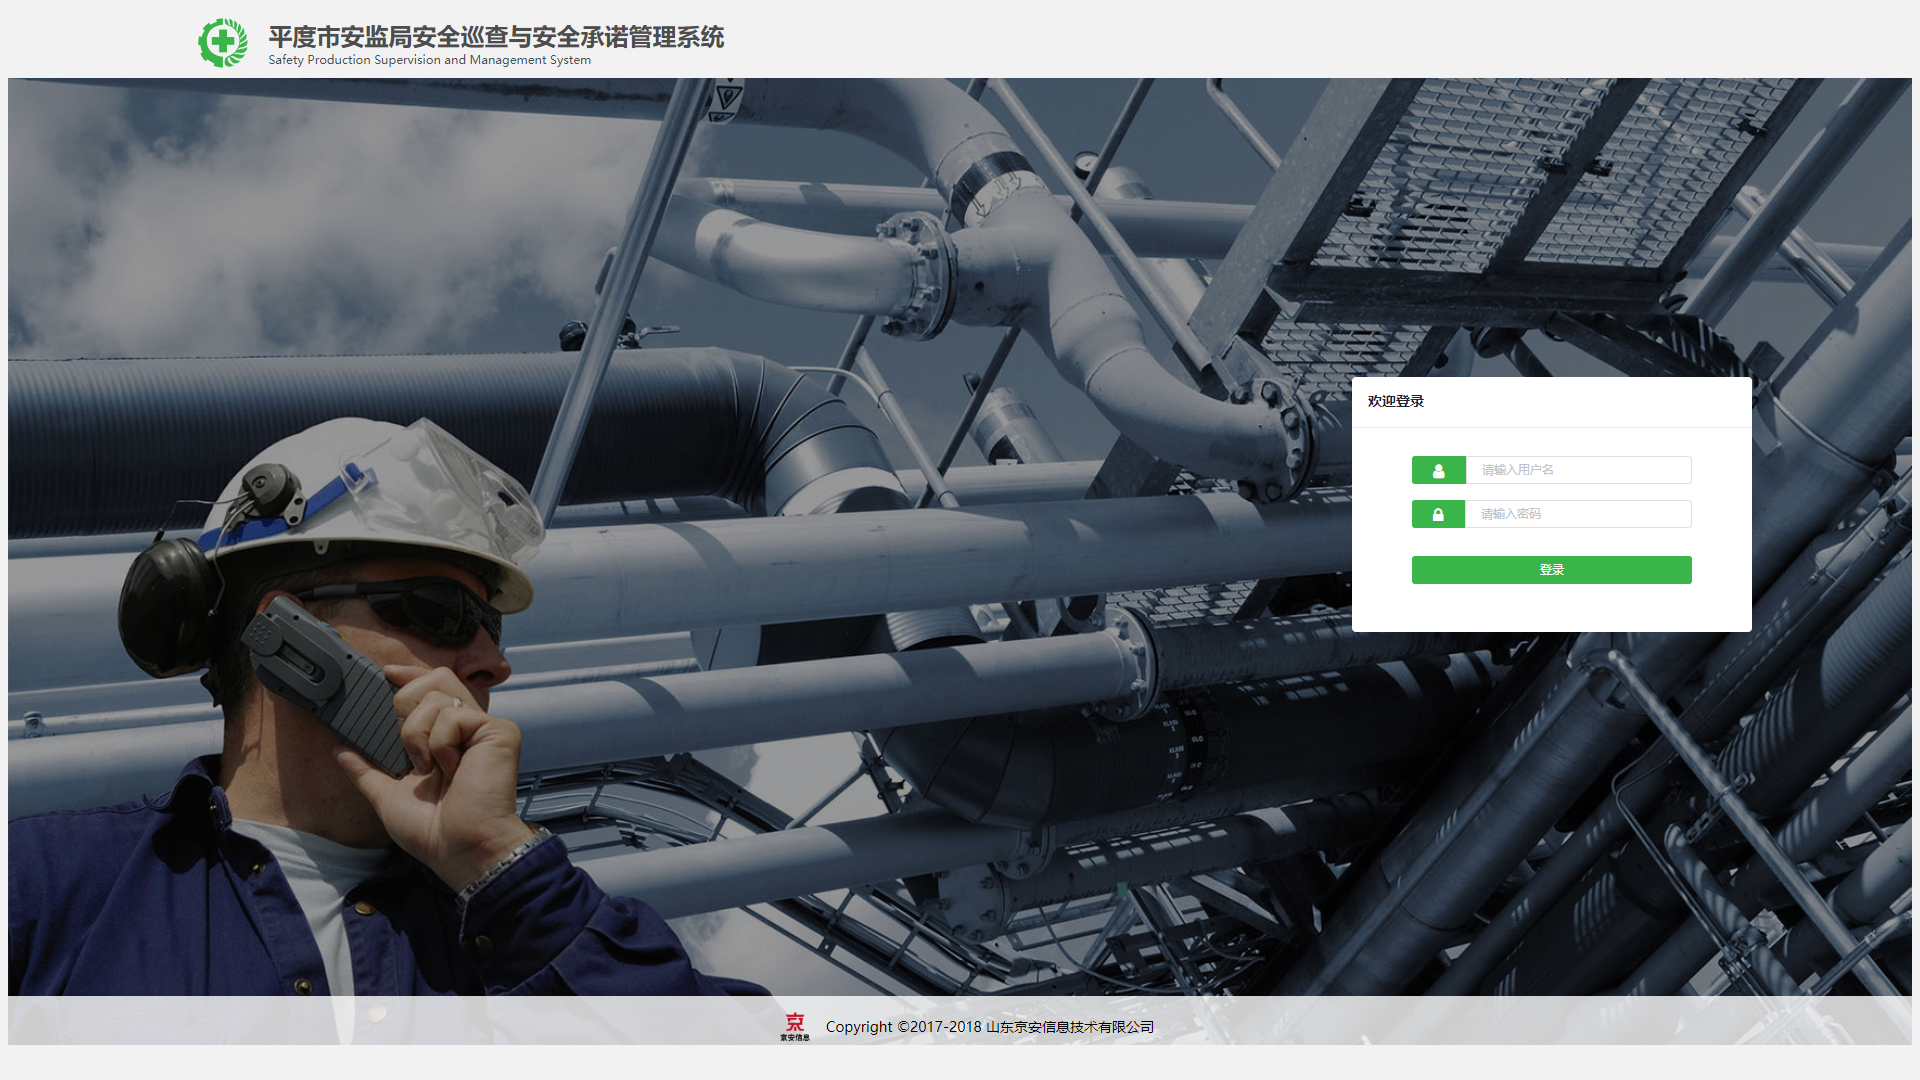 平度市安监局安全巡查与安全承诺管理系统
Safety Production Supervision and Management System
欢迎登录
请输入用户名
请输入密码
登录
京
京安信息
Copyright ©2017-2018 山东京安信息技术有限公司